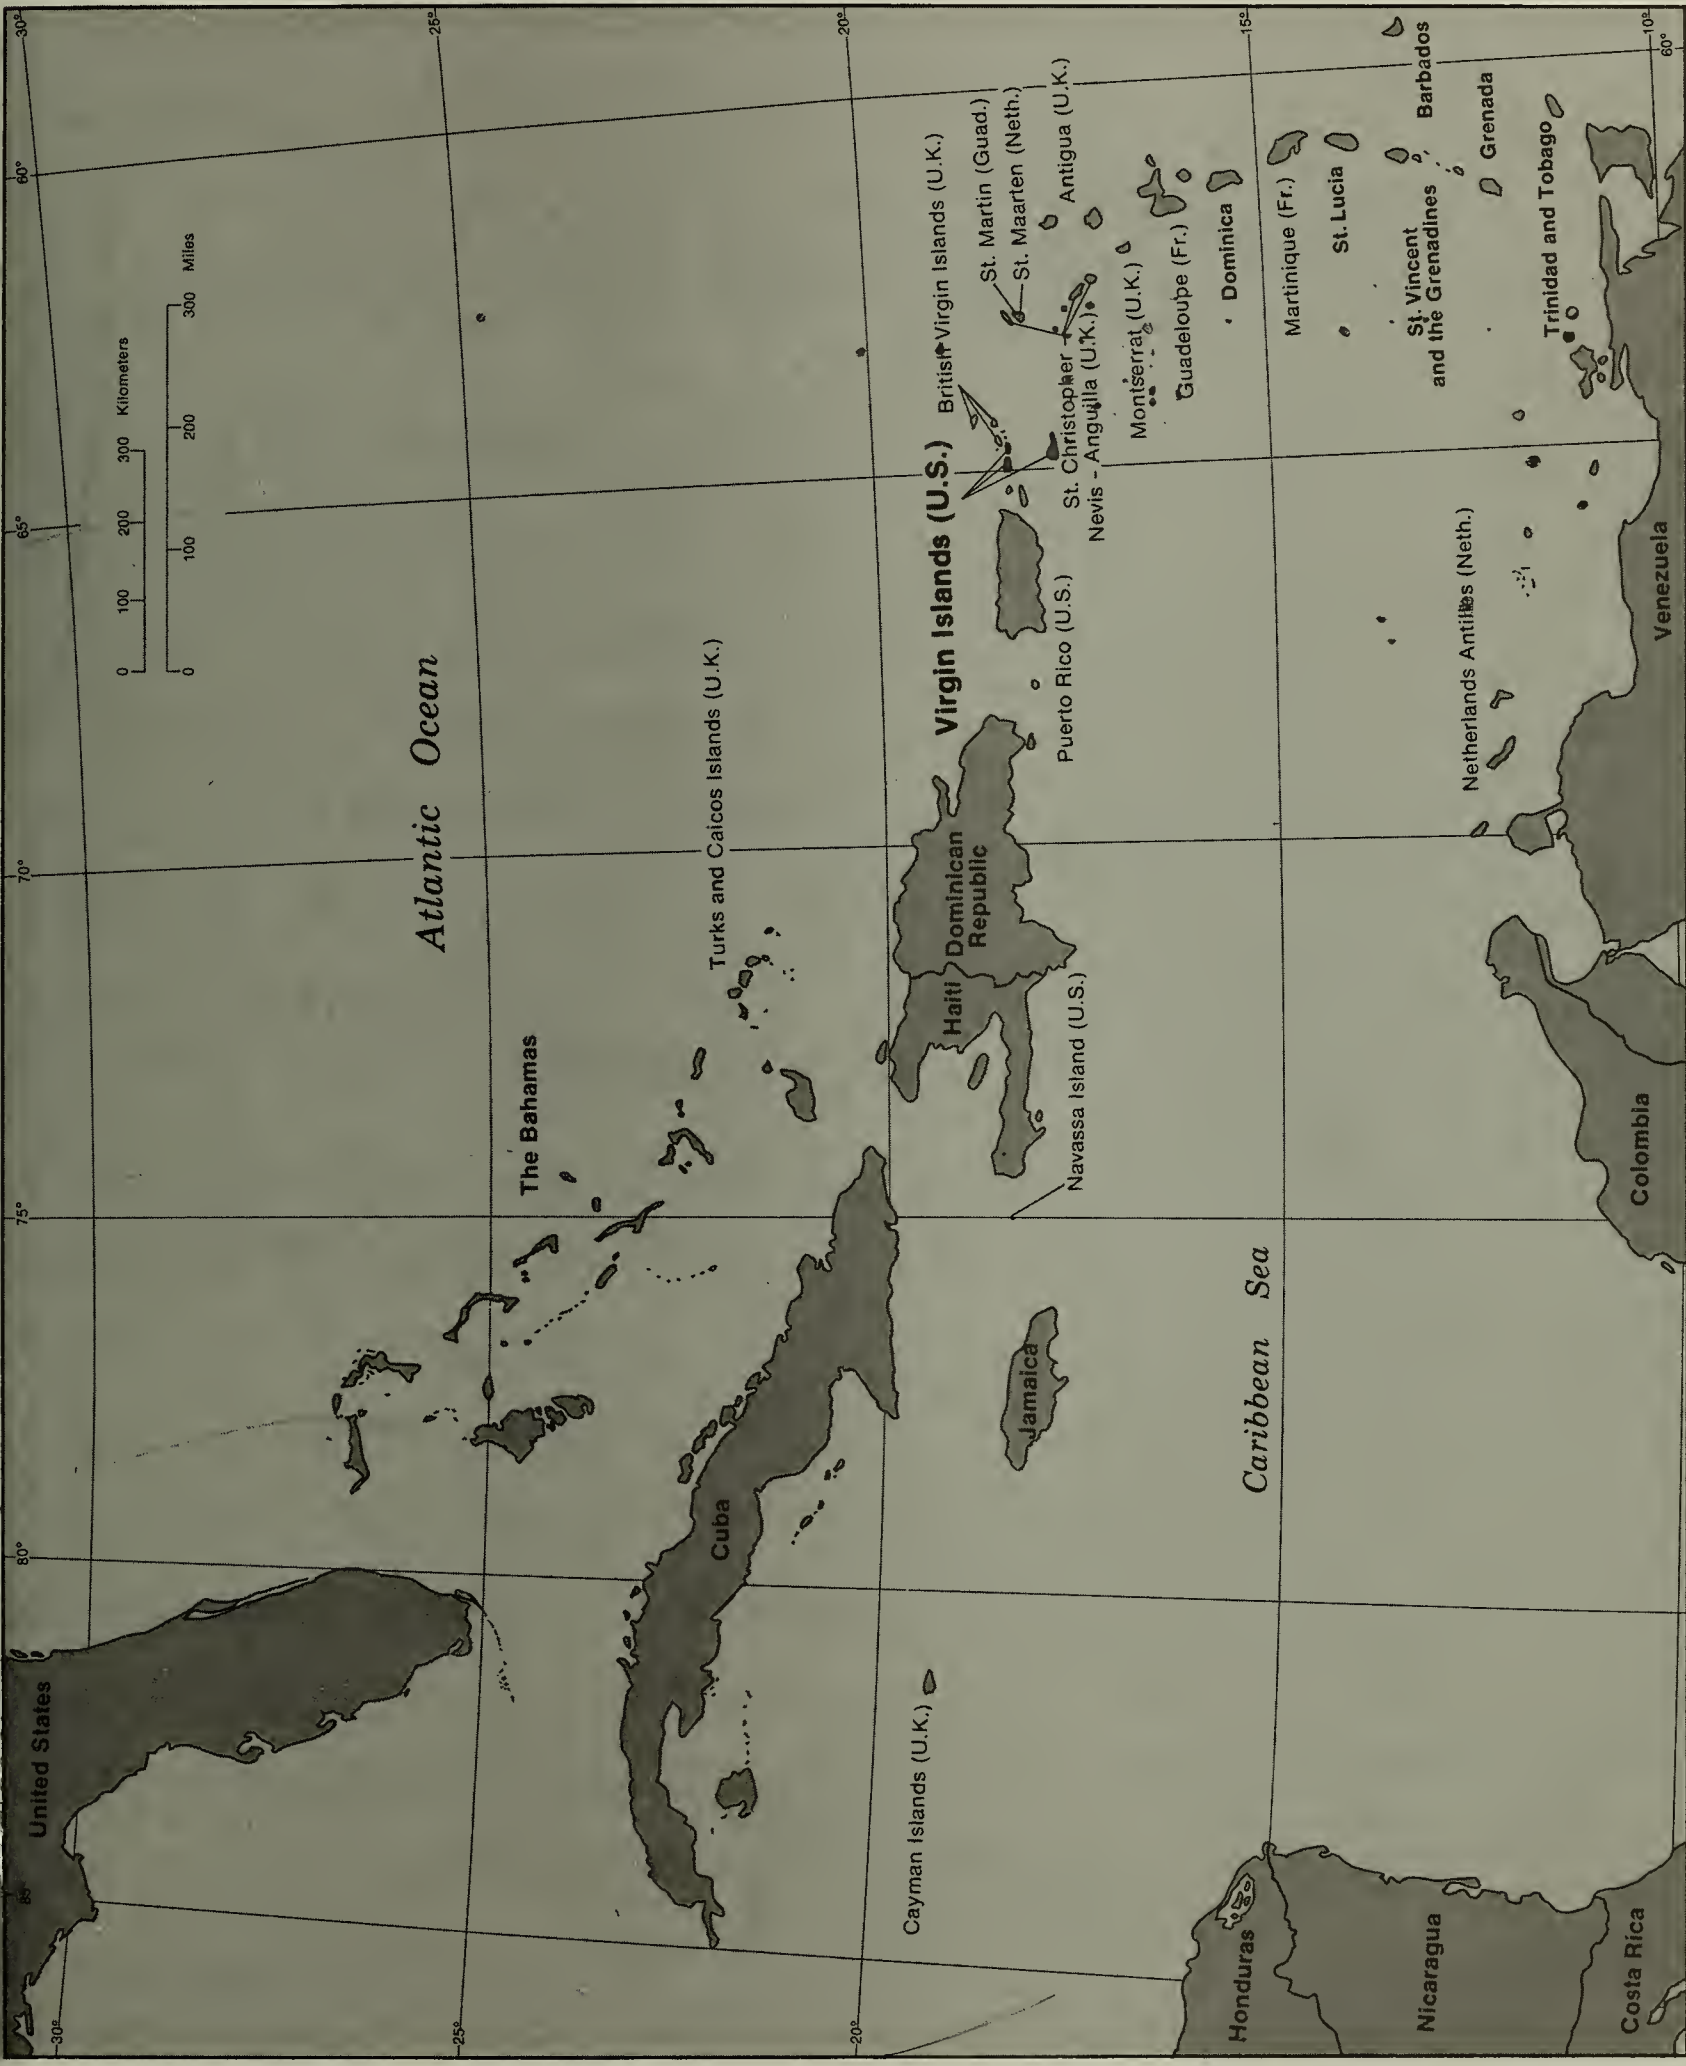 30°
25°
20°
15°
10°
60°
60°
65°
70°
75°
80°
85°
30°
25°
20°
0 100 200 300 Kilometers
0 100 200 300 Miles
United States
Atlantic Ocean
The Bahamas
Turks and Caicos Islands (U.K.)
Cuba
Cayman Islands (U.K.)
Jamaica
Navassa Island (U.S.)
Haiti
Dominican
Republic
Puerto Rico (U.S.)
Virgin Islands (U.S.)
British Virgin Islands (U.K.)
St. Martin (Guad.)
St. Maarten (Neth.)
Antigua (U.K.)
St. Christopher -
Nevis - Anguilla (U.K.)
Montserrat (U.K.)
Guadeloupe (Fr.)
Dominica
Martinique (Fr.)
St. Lucia
St. Vincent
and the Grenadines
Barbados
Grenada
Trinidad and Tobago
Netherlands Antilles (Neth.)
Caribbean Sea
Venezuela
Colombia
Honduras
Nicaragua
Costa Rica